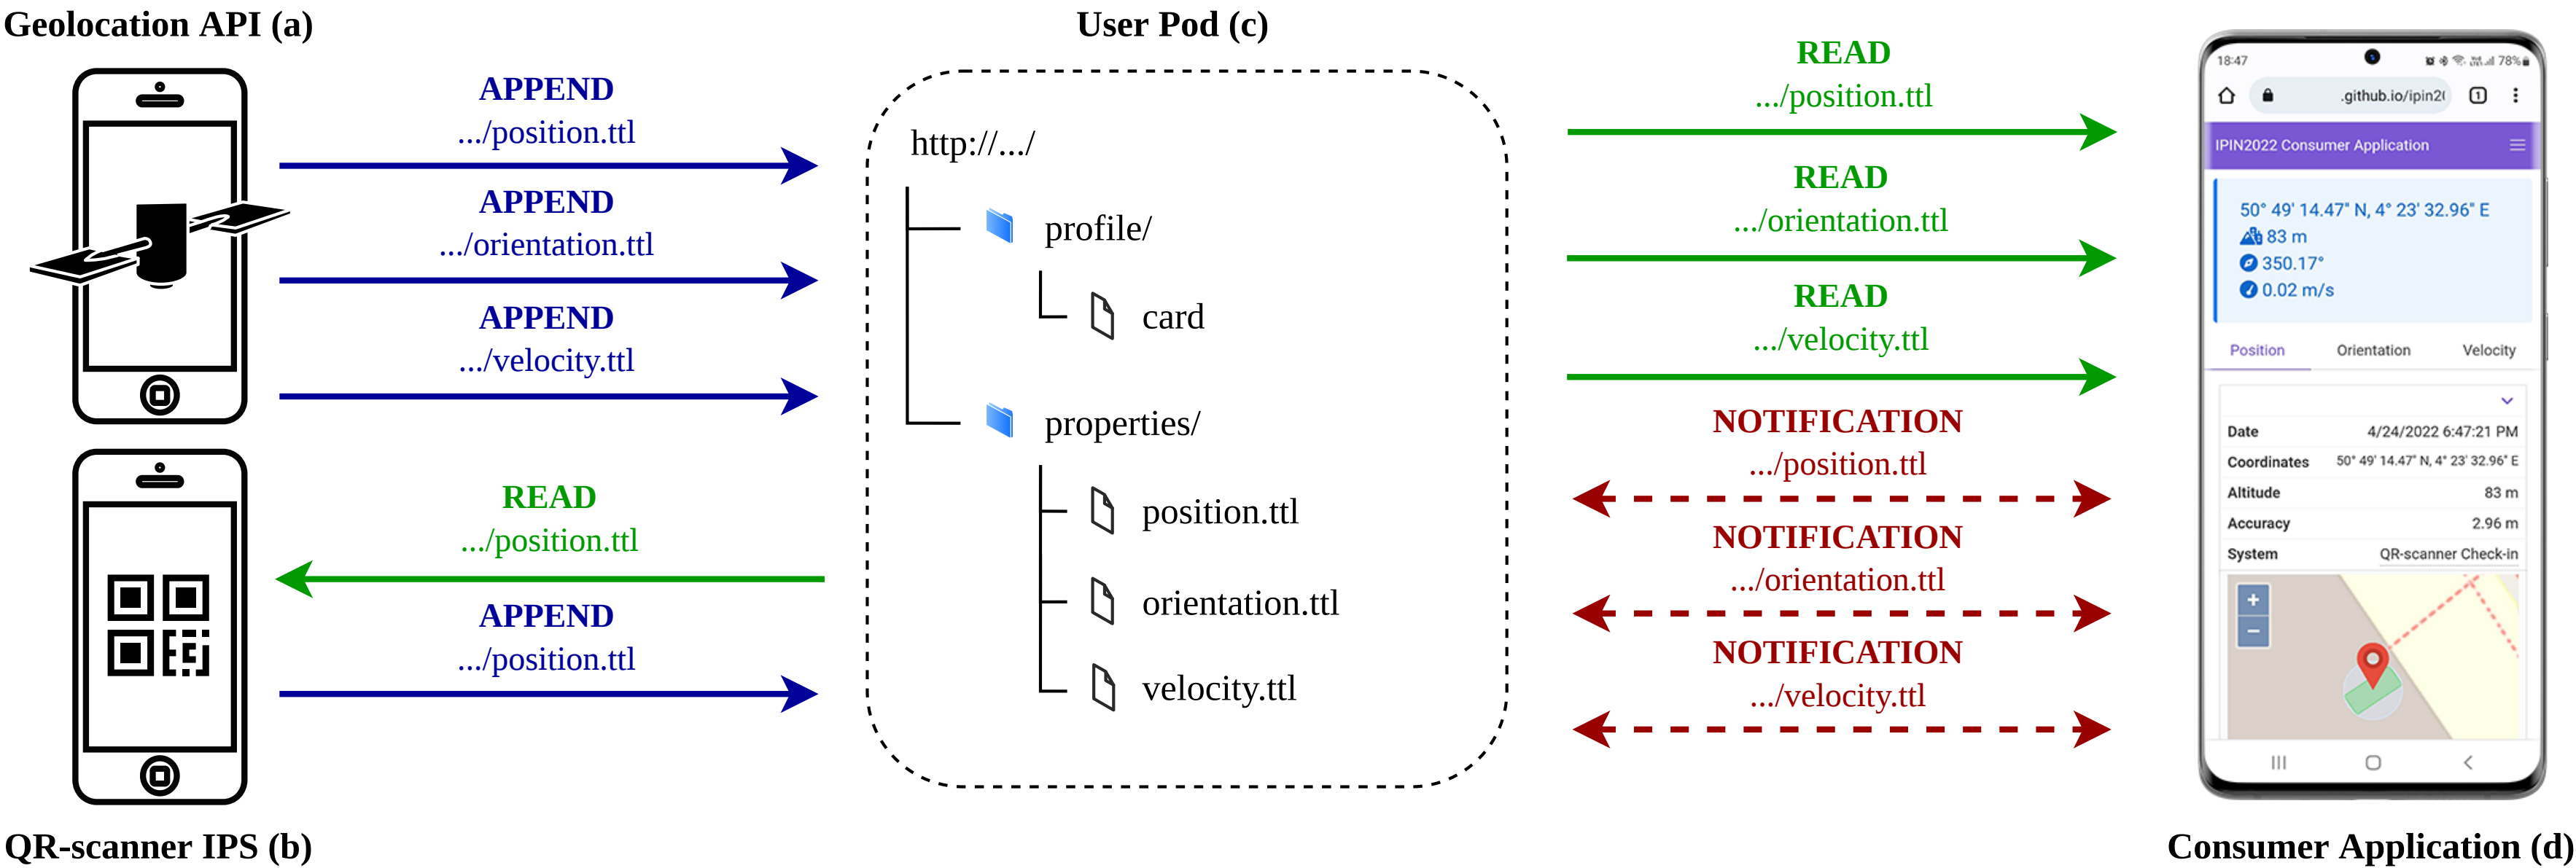 Geolocation API (a)
APPEND
.../position.ttl
APPEND
.../orientation.ttl
APPEND
.../velocity.ttl
READ
.../position.ttl
APPEND
.../position.ttl
QR-scanner IPS (b)
User Pod (c)
http://.../
profile/
card
properties/
position.ttl
orientation.ttl
velocity.ttl
READ
.../position.ttl
READ
.../orientation.ttl
READ
.../velocity.ttl
NOTIFICATION
.../position.ttl
NOTIFICATION
.../orientation.ttl
NOTIFICATION
.../velocity.ttl
18:47 78%
.github.io/ipin20 1
IPIN2022 Consumer Application
50° 49' 14.47" N, 4° 23' 32.96" E
83 m
350.17°
0.02 m/s
Position Orientation Velocity
Date 4/24/2022 6:47:21 PM
Coordinates 50° 49' 14.47" N, 4° 23' 32.96" E
Altitude 83 m
Accuracy 2.96 m
System QR-scanner Check-in
+
−
Consumer Application (d)